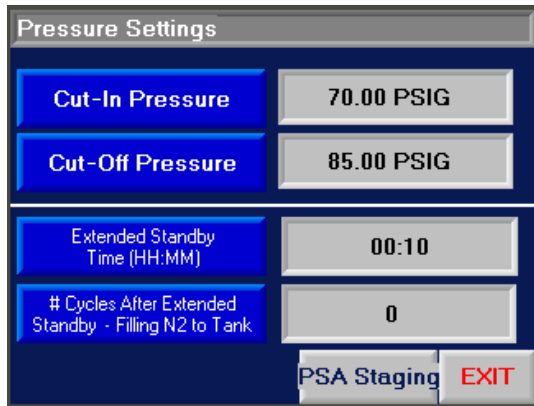 Pressure Settings
Cut-In Pressure
70.00 PSIG
Cut-Off Pressure
85.00 PSIG
Extended Standby
Time (HH:MM)
00:10
# Cycles After Extended
Standby - Filling N2 to Tank
0
PSA Staging
EXIT